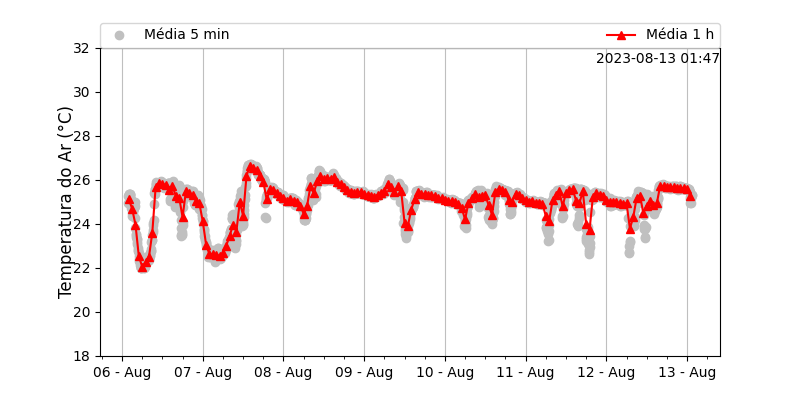 Média 5 min
Média 1 h
2023-08-13 01:47
Temperatura do Ar (°C)
32
30
28
26
24
22
20
18
06 - Aug
07 - Aug
08 - Aug
09 - Aug
10 - Aug
11 - Aug
12 - Aug
13 - Aug